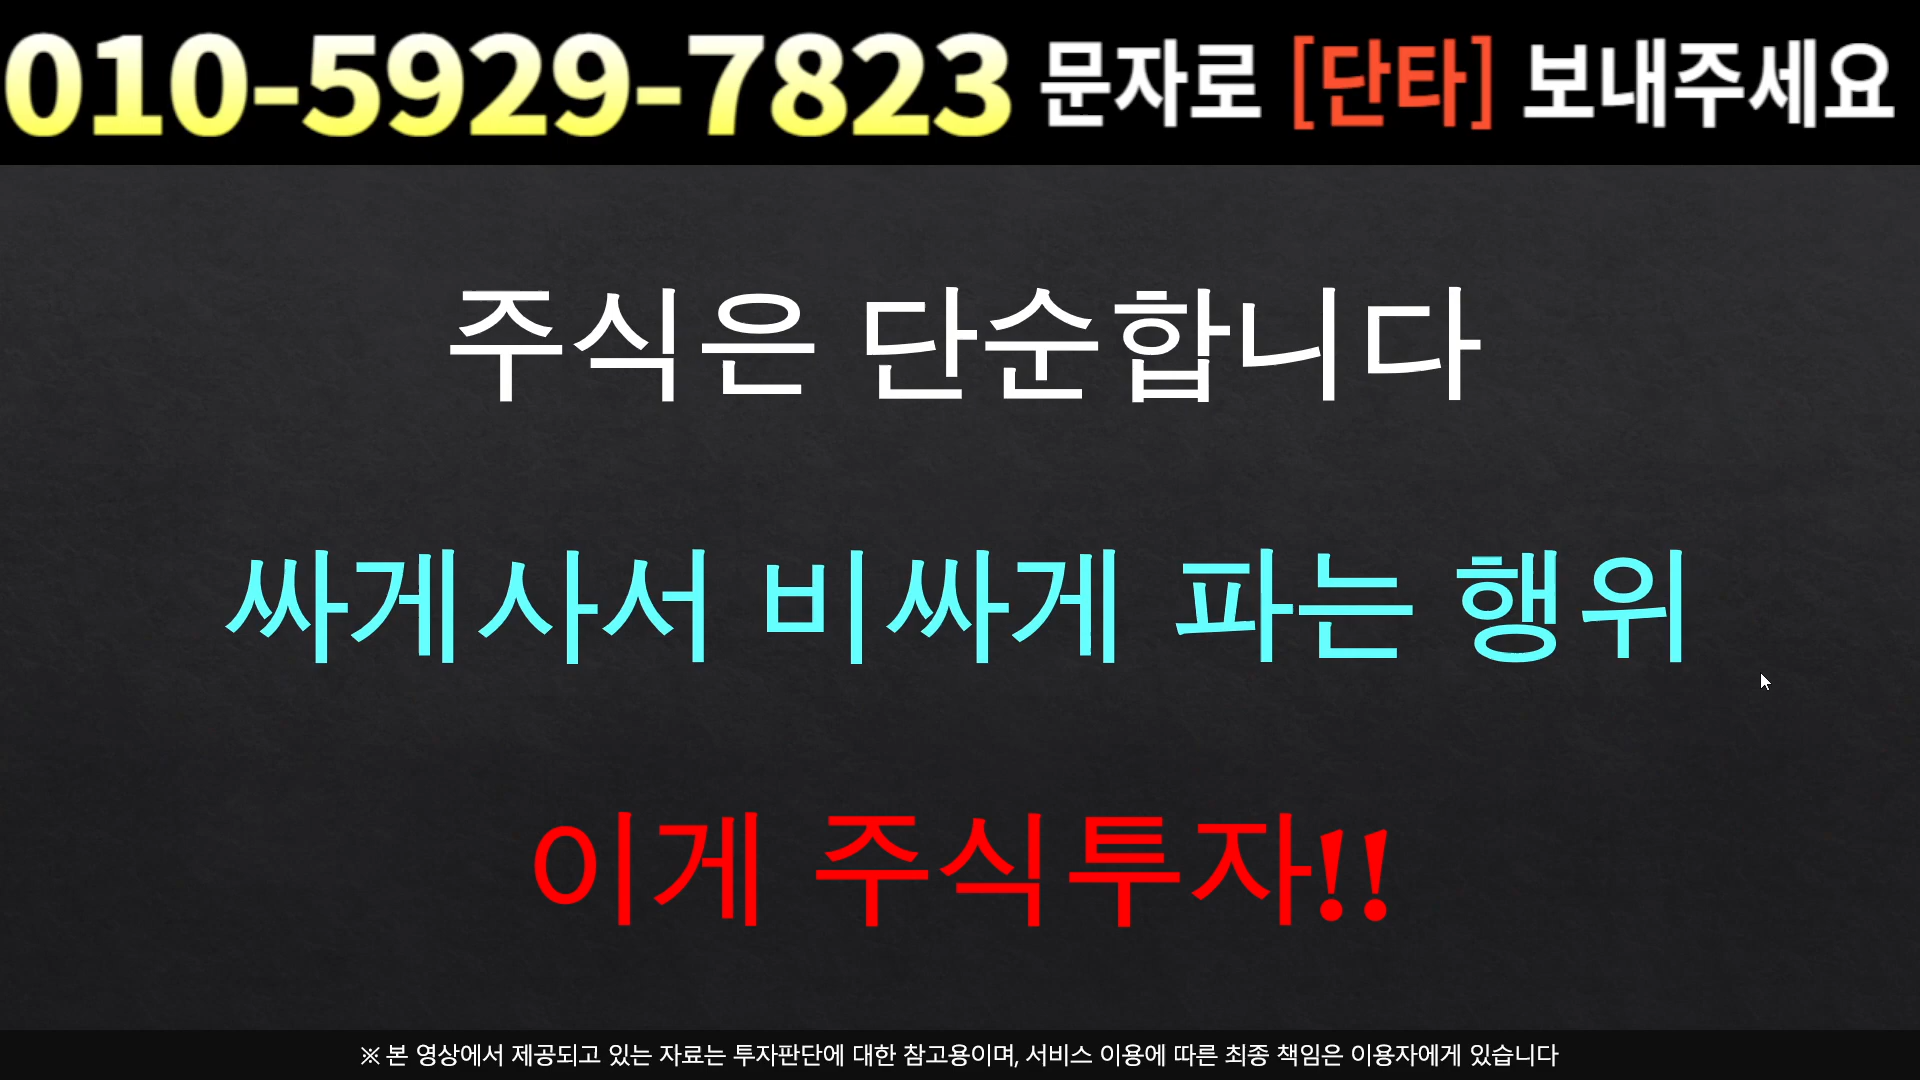 010-5929-7823 문자로 [단타] 보내주세요
주식은 단순합니다
싸게사서 비싸게 파는 행위
이게 주식투자!!
※ 본 영상에서 제공되고 있는 자료는 투자판단에 대한 참고용이며, 서비스 이용에 따른 최종 책임은 이용자에게 있습니다